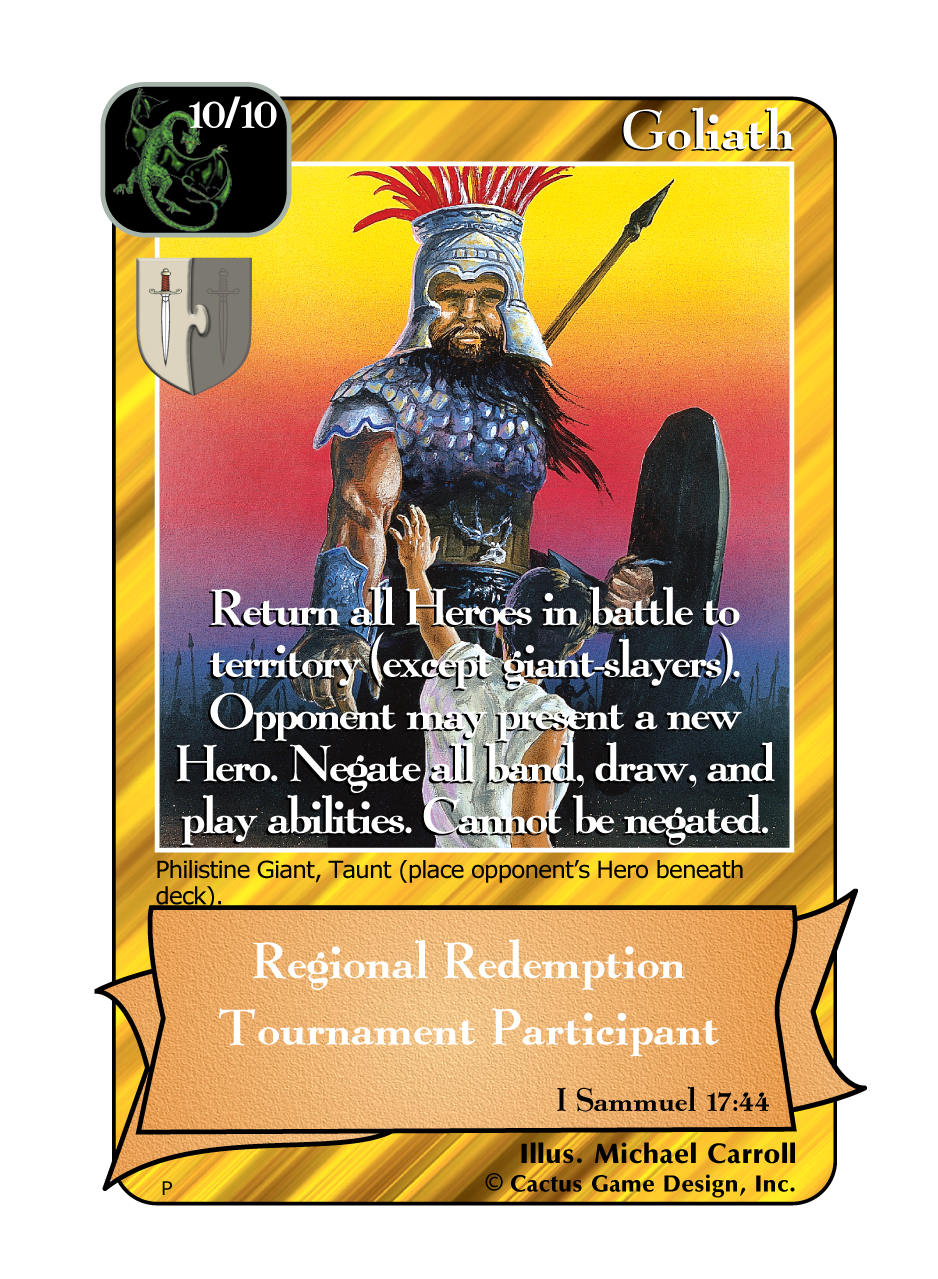 10/10
Goliath
Return all Heroes in battle to
territory (except giant-slayers).
Opponent may present a new
Hero. Negate all band, draw, and
play abilities. Cannot be negated.
Philistine Giant, Taunt (place opponent’s Hero beneath
deck).
Regional Redemption
Tournament Participant
I Sammuel 17:44
Illus. Michael Carroll
P
© Cactus Game Design, Inc.